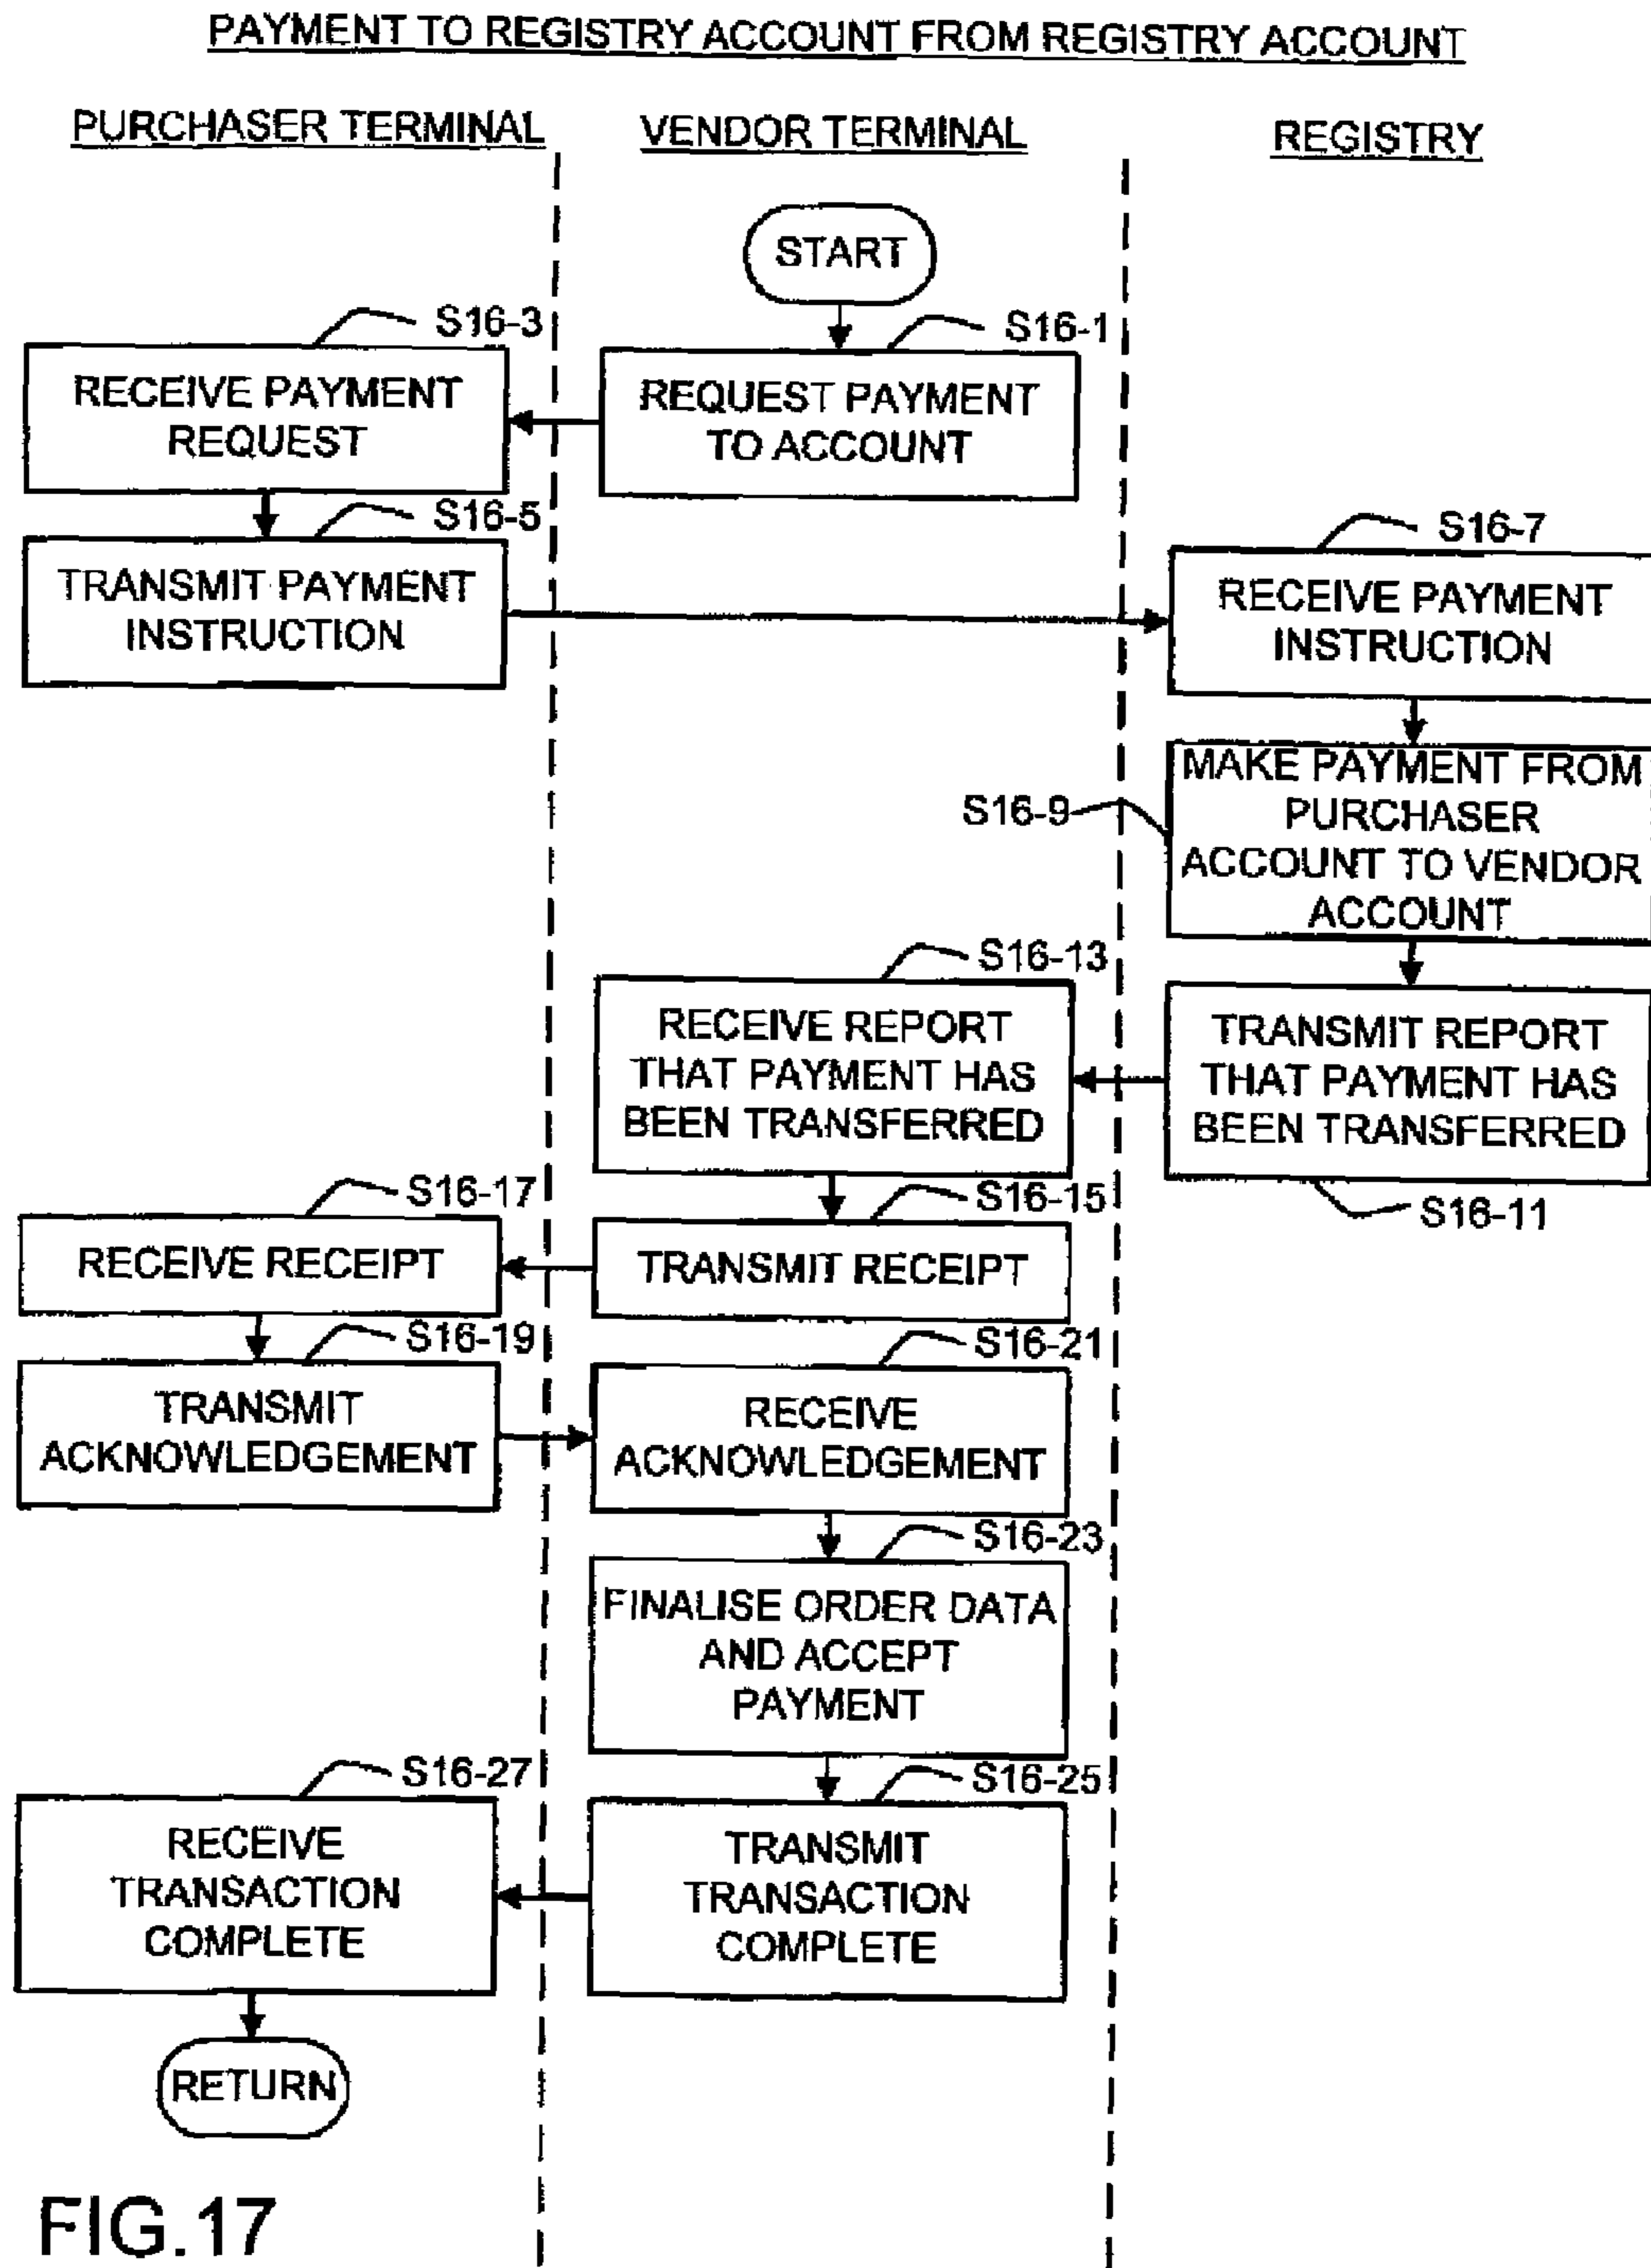 PAYMENT TO REGISTRY ACCOUNT FROM REGISTRY ACCOUNT
PURCHASER TERMINAL
VENDOR TERMINAL
REGISTRY
START
S16-3
S16-1
RECEIVE PAYMENT
REQUEST
REQUEST PAYMENT
TO ACCOUNT
S16-5
S16-7
TRANSMIT PAYMENT
INSTRUCTION
RECEIVE PAYMENT
INSTRUCTION
S16-9
MAKE PAYMENT FROM
PURCHASER
ACCOUNT TO VENDOR
ACCOUNT
S16-13
RECEIVE REPORT
THAT PAYMENT HAS
BEEN TRANSFERRED
TRANSMIT REPORT
THAT PAYMENT HAS
BEEN TRANSFERRED
S16-11
S16-17
S16-15
RECEIVE RECEIPT
TRANSMIT RECEIPT
S16-19
S16-21
TRANSMIT
ACKNOWLEDGEMENT
RECEIVE
ACKNOWLEDGEMENT
S16-23
FINALISE ORDER DATA
AND ACCEPT
PAYMENT
S16-27
S16-25
RECEIVE
TRANSACTION
COMPLETE
TRANSMIT
TRANSACTION
COMPLETE
RETURN
FIG.17